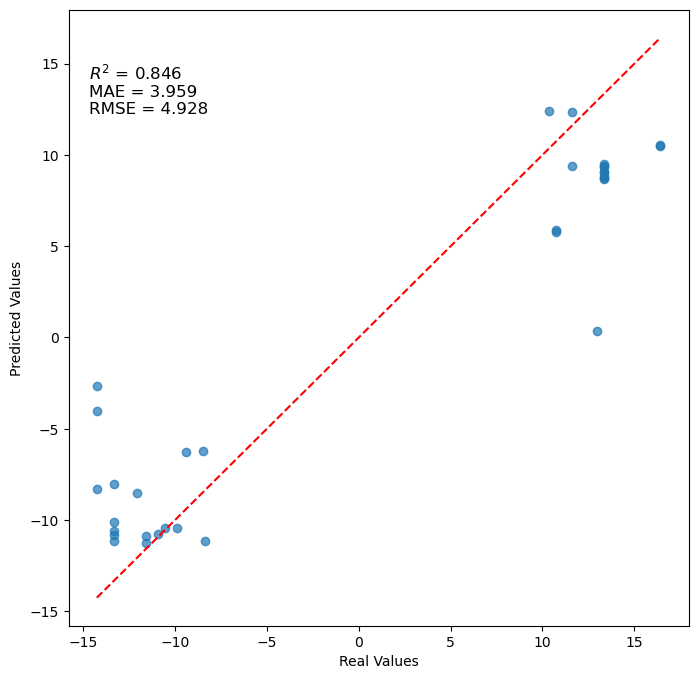 R² = 0.846
MAE = 3.959
RMSE = 4.928
15
10
5
0
−5
−10
−15
Predicted Values
−15 −10 −5 0 5 10 15
Real Values